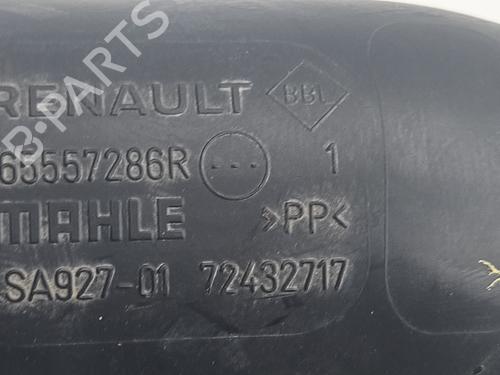 RENAULT BBL
65557286R 1
MAHLE >PP<
SA927-01 72432717
B-PARTS